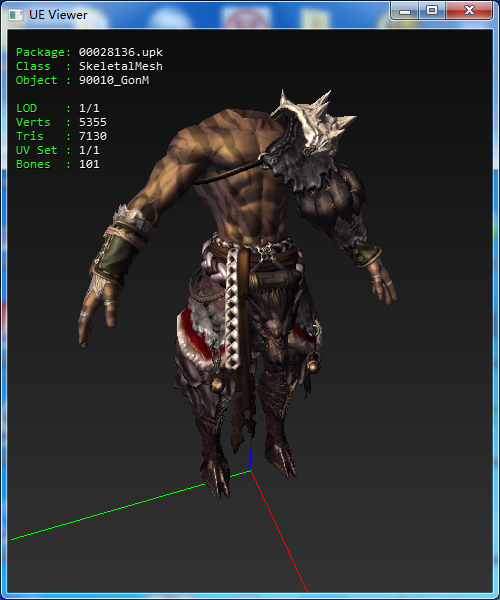 UE Viewer
Package: 00028136.upk
Class : SkeletalMesh
Object : 90010_GonM
LOD : 1/1
Verts : 5355
Tris : 7130
UV Set : 1/1
Bones : 101